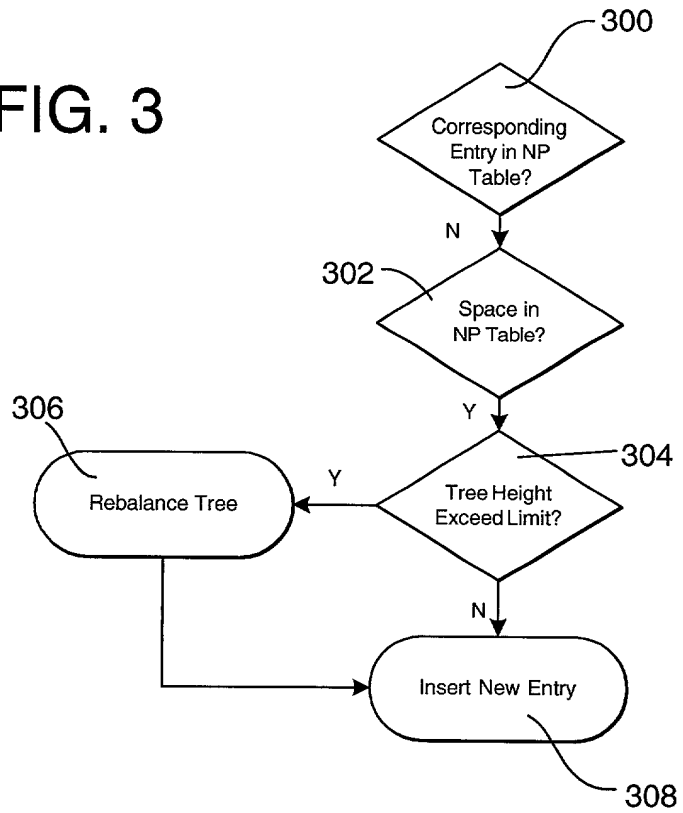 FIG. 3
300
Corresponding
Entry in NP
Table?
N
302
Space in
NP Table?
Y
304
Tree Height
Exceed Limit?
Y
306
Rebalance Tree
N
Insert New Entry
308